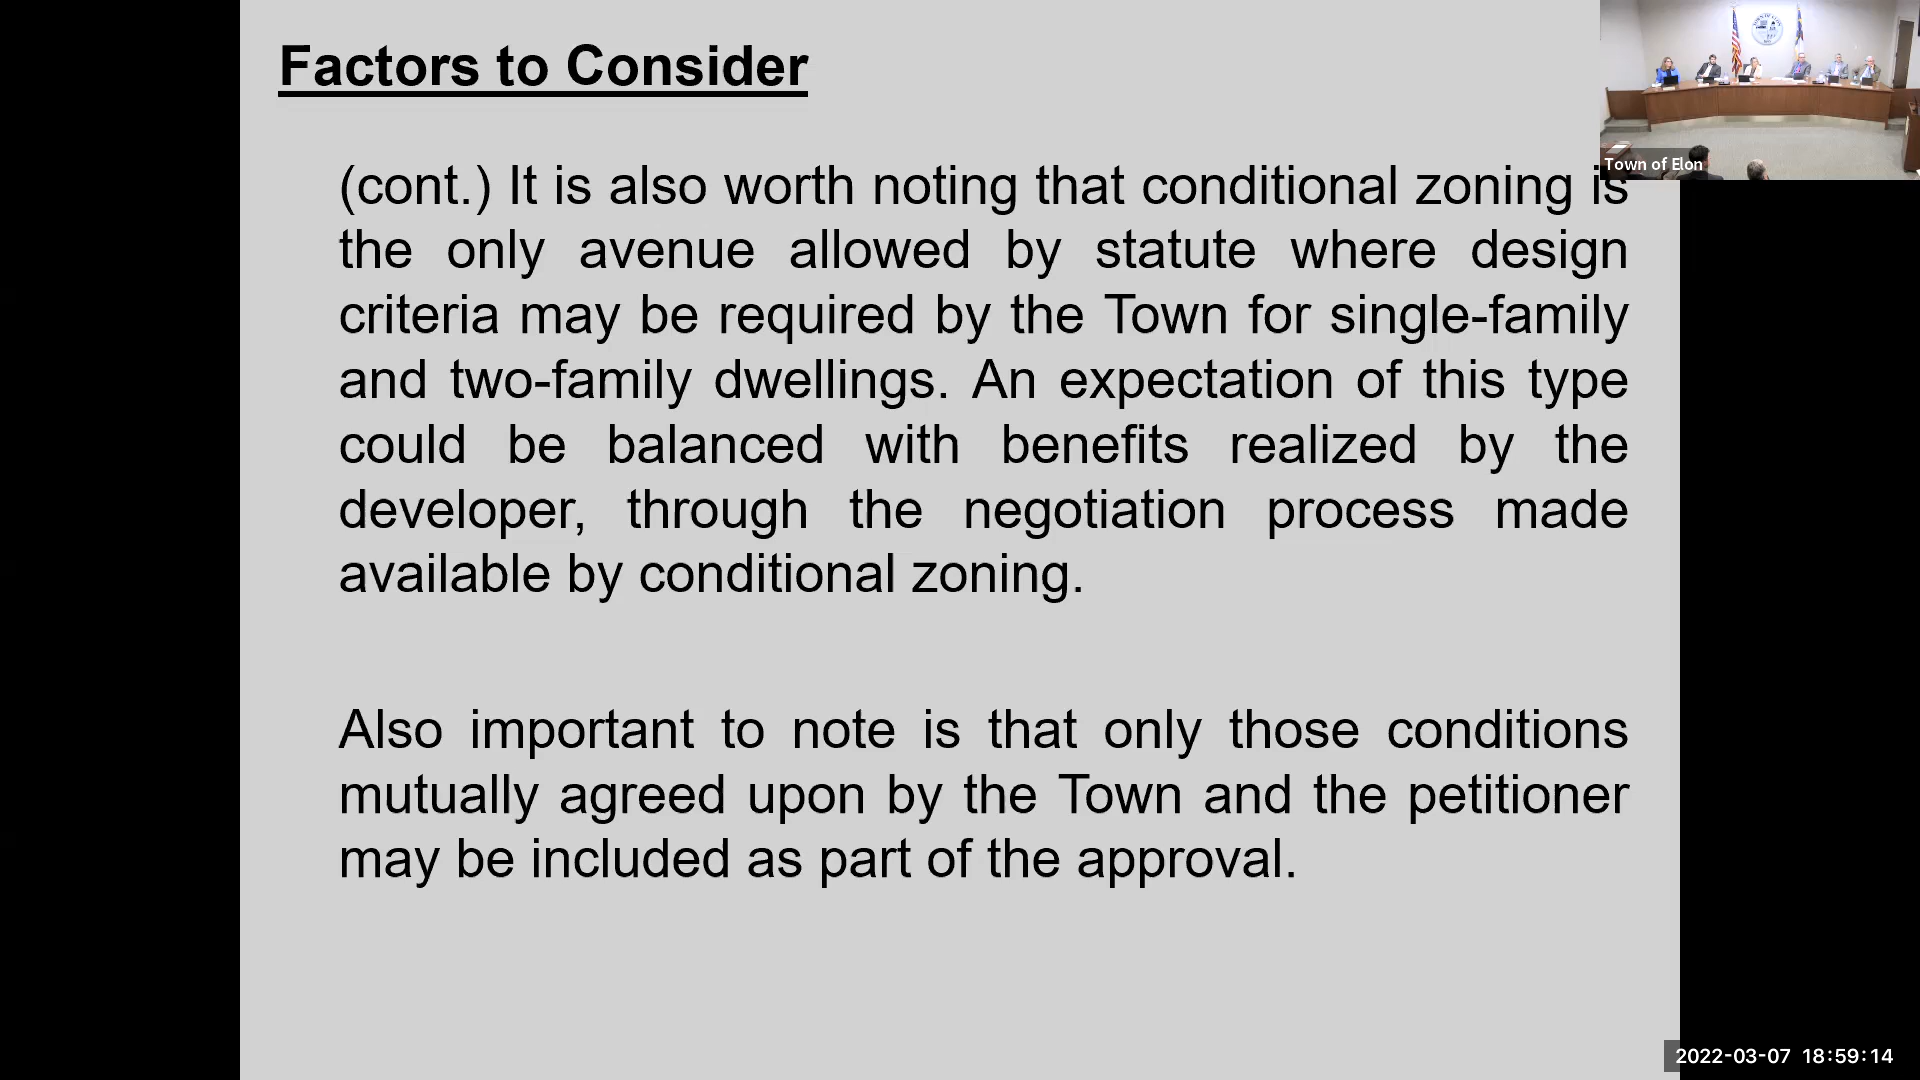 Factors to Consider
(cont.) It is also worth noting that conditional zoning is
the only avenue allowed by statute where design
criteria may be required by the Town for single-family
and two-family dwellings. An expectation of this type
could be balanced with benefits realized by the
developer, through the negotiation process made
available by conditional zoning.
Also important to note is that only those conditions
mutually agreed upon by the Town and the petitioner
may be included as part of the approval.
Town of Elon
2022-03-07 18:59:14